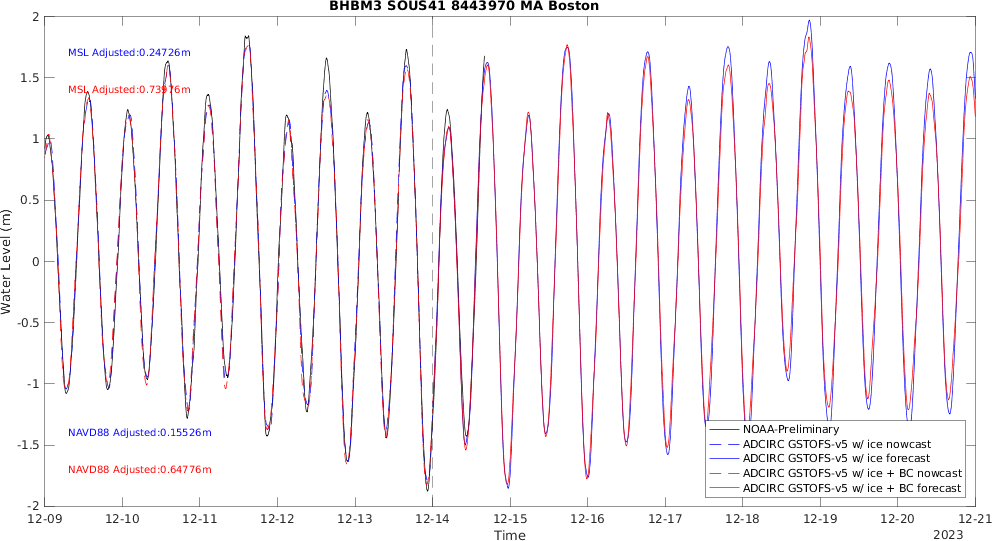 BHBM3 SOUS41 8443970 MA Boston
2
1.5
1
0.5
0
-0.5
-1
-1.5
-2
Water Level (m)
MSL Adjusted:0.24726m
MSL Adjusted:0.73976m
NAVD88 Adjusted:0.15526m
NAVD88 Adjusted:0.64776m
NOAA-Preliminary
ADCIRC GSTOFS-v5 w/ ice nowcast
ADCIRC GSTOFS-v5 w/ ice forecast
ADCIRC GSTOFS-v5 w/ ice + BC nowcast
ADCIRC GSTOFS-v5 w/ ice + BC forecast
12-09 12-10 12-11 12-12 12-13 12-14 12-15 12-16 12-17 12-18 12-19 12-20 12-21
Time
2023